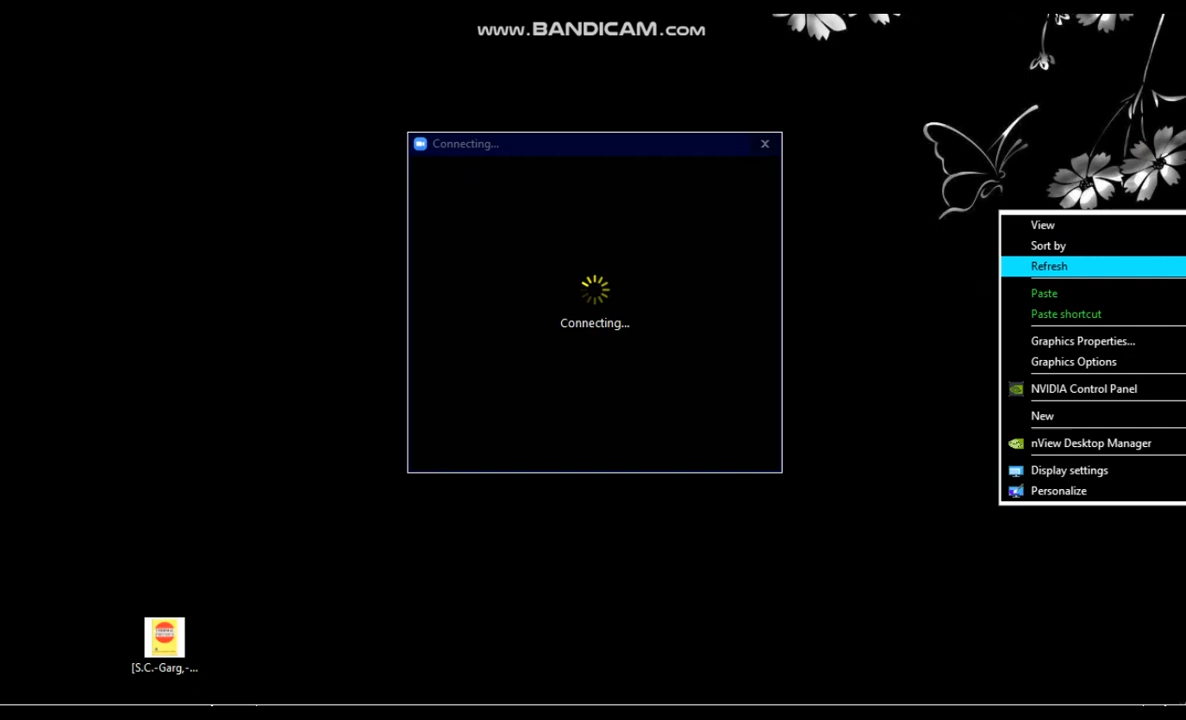 www.BANDICAM.com
Connecting...
X
Connecting...
View
Sort by
Refresh
Paste
Paste shortcut
Graphics Properties...
Graphics Options
NVIDIA Control Panel
New
nView Desktop Manager
Display settings
Personalize
[S.C.-Garg,-...